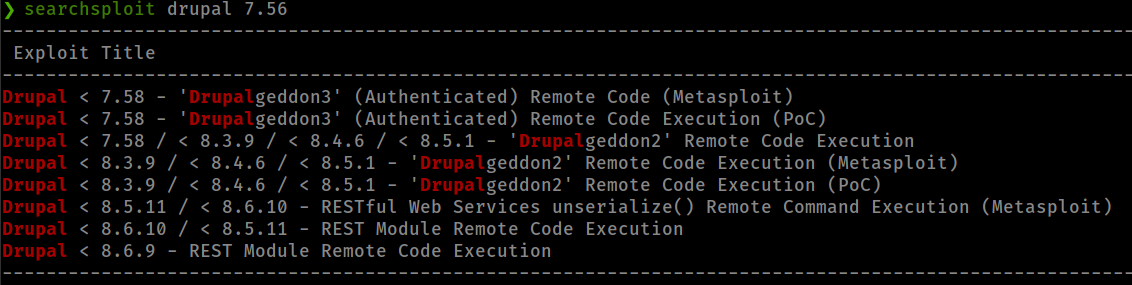 ❯ searchsploit drupal 7.56
----------------------------------------------------------------------------------------------------------------
Exploit Title
----------------------------------------------------------------------------------------------------------------
Drupal < 7.58 - 'Drupalgeddon3' (Authenticated) Remote Code (Metasploit)
Drupal < 7.58 - 'Drupalgeddon3' (Authenticated) Remote Code Execution (PoC)
Drupal < 7.58 / < 8.3.9 / < 8.4.6 / < 8.5.1 - 'Drupalgeddon2' Remote Code Execution
Drupal < 8.3.9 / < 8.4.6 / < 8.5.1 - 'Drupalgeddon2' Remote Code Execution (Metasploit)
Drupal < 8.3.9 / < 8.4.6 / < 8.5.1 - 'Drupalgeddon2' Remote Code Execution (PoC)
Drupal < 8.5.11 / < 8.6.10 - RESTful Web Services unserialize() Remote Command Execution (Metasploit)
Drupal < 8.6.10 / < 8.5.11 - REST Module Remote Code Execution
Drupal < 8.6.9 - REST Module Remote Code Execution
----------------------------------------------------------------------------------------------------------------